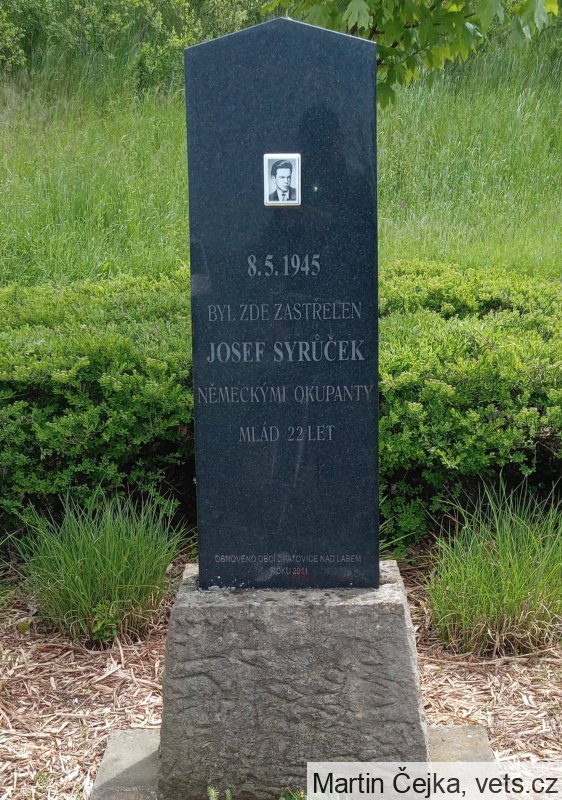 8.5.1945
BYL ZDE ZASTŘELEN
JOSEF SYRŮČEK
NĚMECKÝMI OKUPANTY
MLÁD 22 LET
OBNOVENO OBCÍ OPATOVICE NAD LABEM
ROKU 2011
Martin Čejka, vets.cz